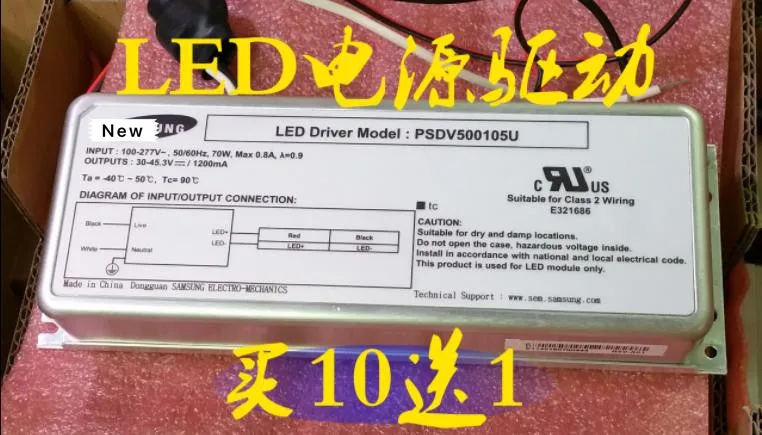 LED电源驱动
New
UNG
LED Driver Model : PSDV500105U
INPUT : 100-277V~, 50/60Hz, 70W, Max 0.8A, λ=0.9
OUTPUTS : 30-45.3V⎓ / 1200mA
Ta = -40℃ ~ 50℃, Tc= 90℃
DIAGRAM OF INPUT/OUTPUT CONNECTION:
Black
Live
LED+
Red
Black
White
Neutral
LED-
LED+
LED-
c RU US
®
Suitable for Class 2 Wiring
E321686
■ tc
CAUTION:
Suitable for dry and damp locations.
Do not open the case, hazardous voltage inside.
Install in accordance with national and local electrical code.
This product is used for LED module only.
Made in China Dongguan SAMSUNG ELECTRO-MECHANICS
Technical Support : www.sem.samsung.com
买10送1